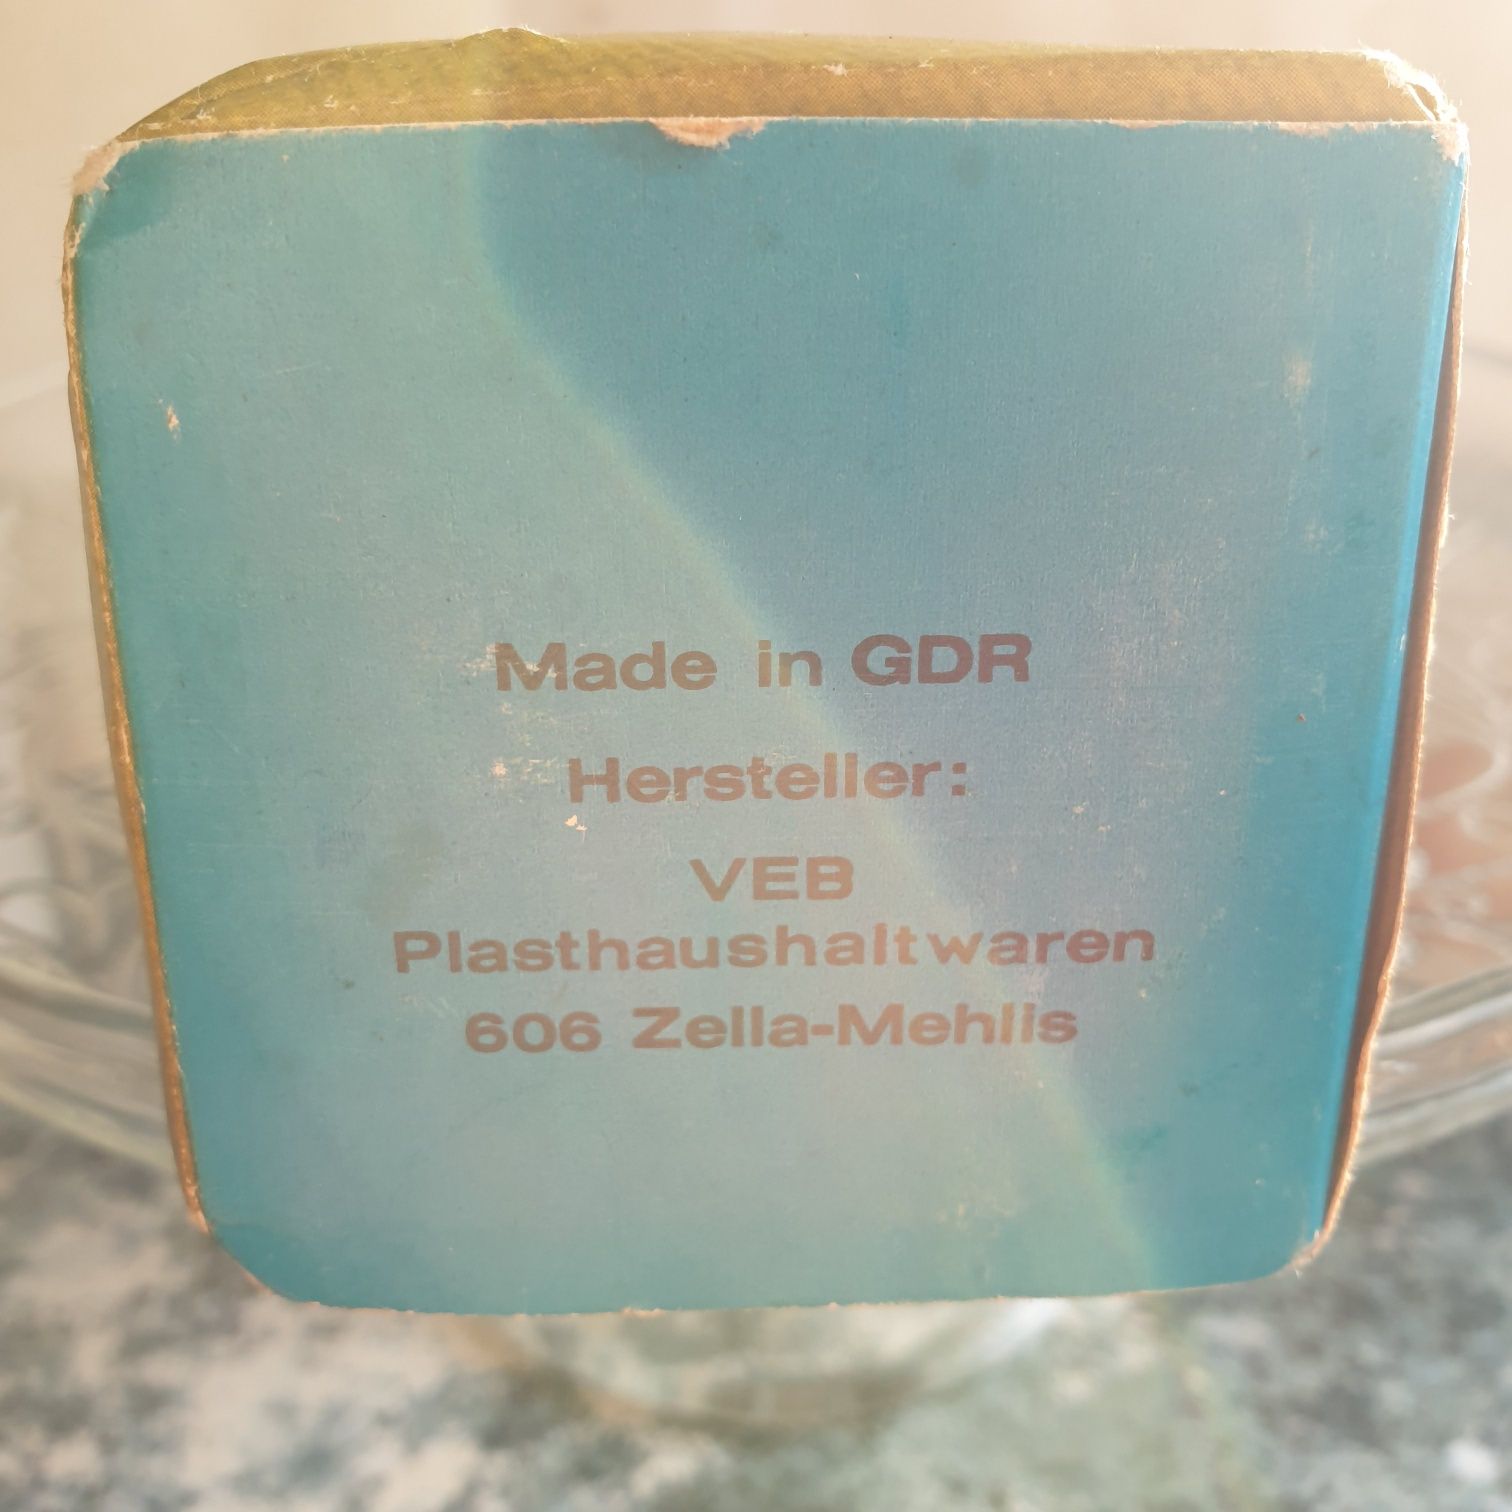 Made in GDR
Hersteller:
VEB
Plasthaushaltwaren
606 Zella-Mehlis